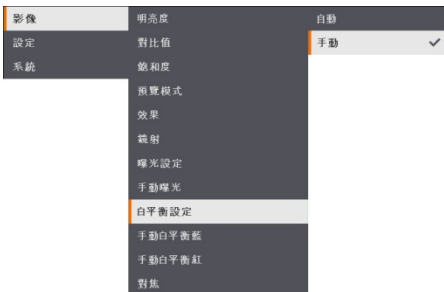 影像
設定
系統
明亮度
對比值
飽和度
預覽模式
效果
鏡射
曝光設定
手動曝光
白平衡設定
手動白平衡藍
手動白平衡紅
對焦
自動
手動